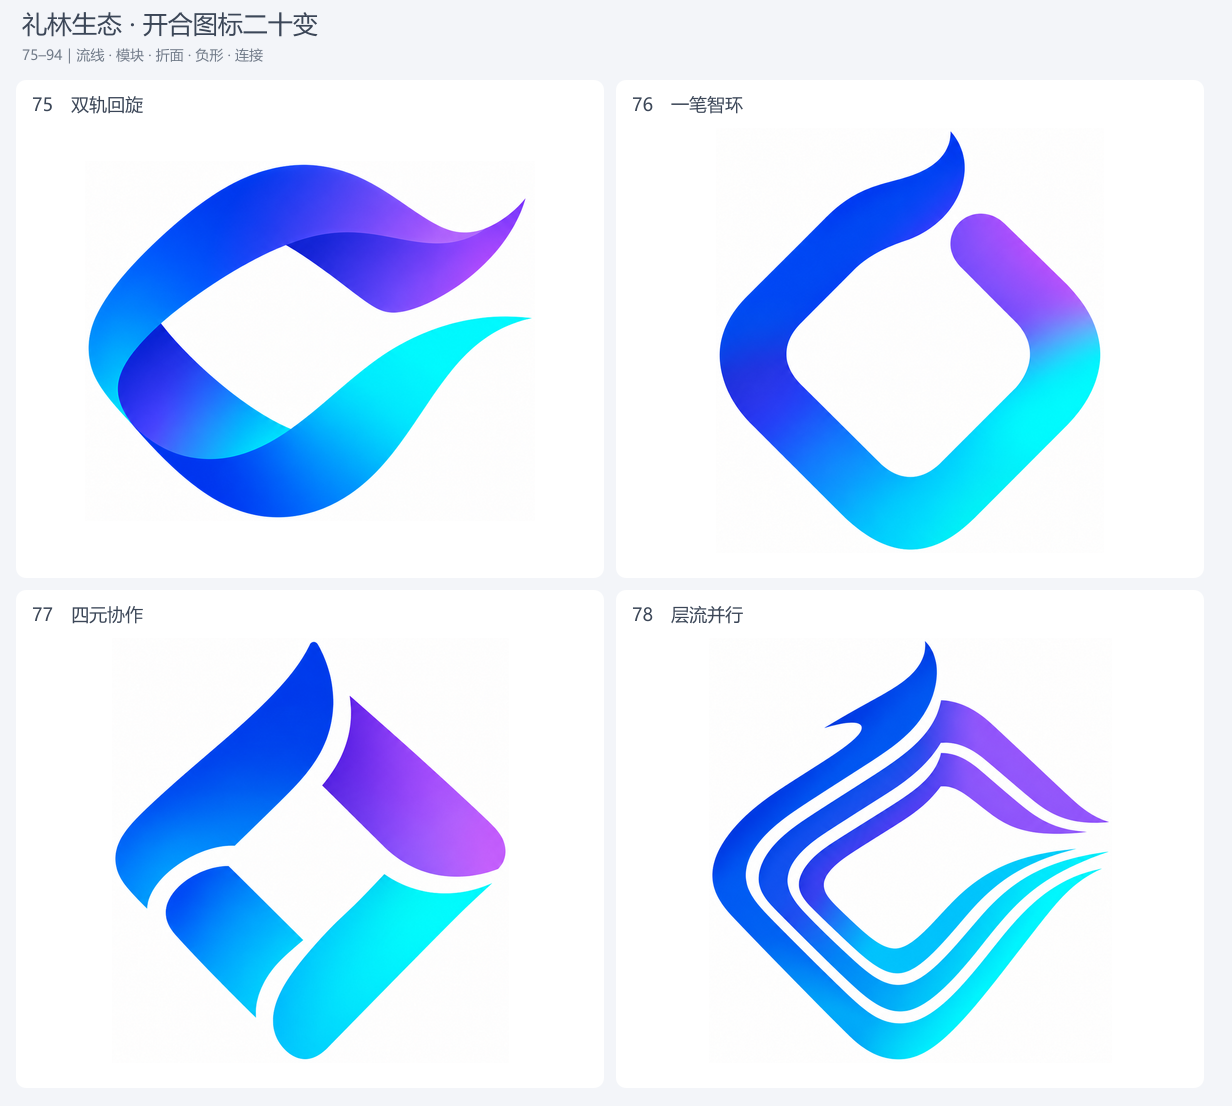 礼林生态 · 开合图标二十变
75–94 | 流线 · 模块 · 折面 · 负形 · 连接
75 双轨回旋
76 一笔智环
77 四元协作
78 层流并行